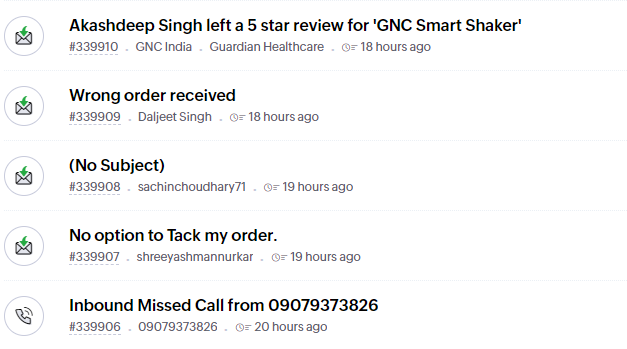 Akashdeep Singh left a 5 star review for 'GNC Smart Shaker'
#339910 . GNC India . Guardian Healthcare . 18 hours ago
Wrong order received
#339909 . Daljeet Singh . 18 hours ago
(No Subject)
#339908 . sachinchoudhary71 . 19 hours ago
No option to Tack my order.
#339907 . shreeyashmannurkar . 19 hours ago
Inbound Missed Call from 09079373826
#339906 . 09079373826 . 20 hours ago